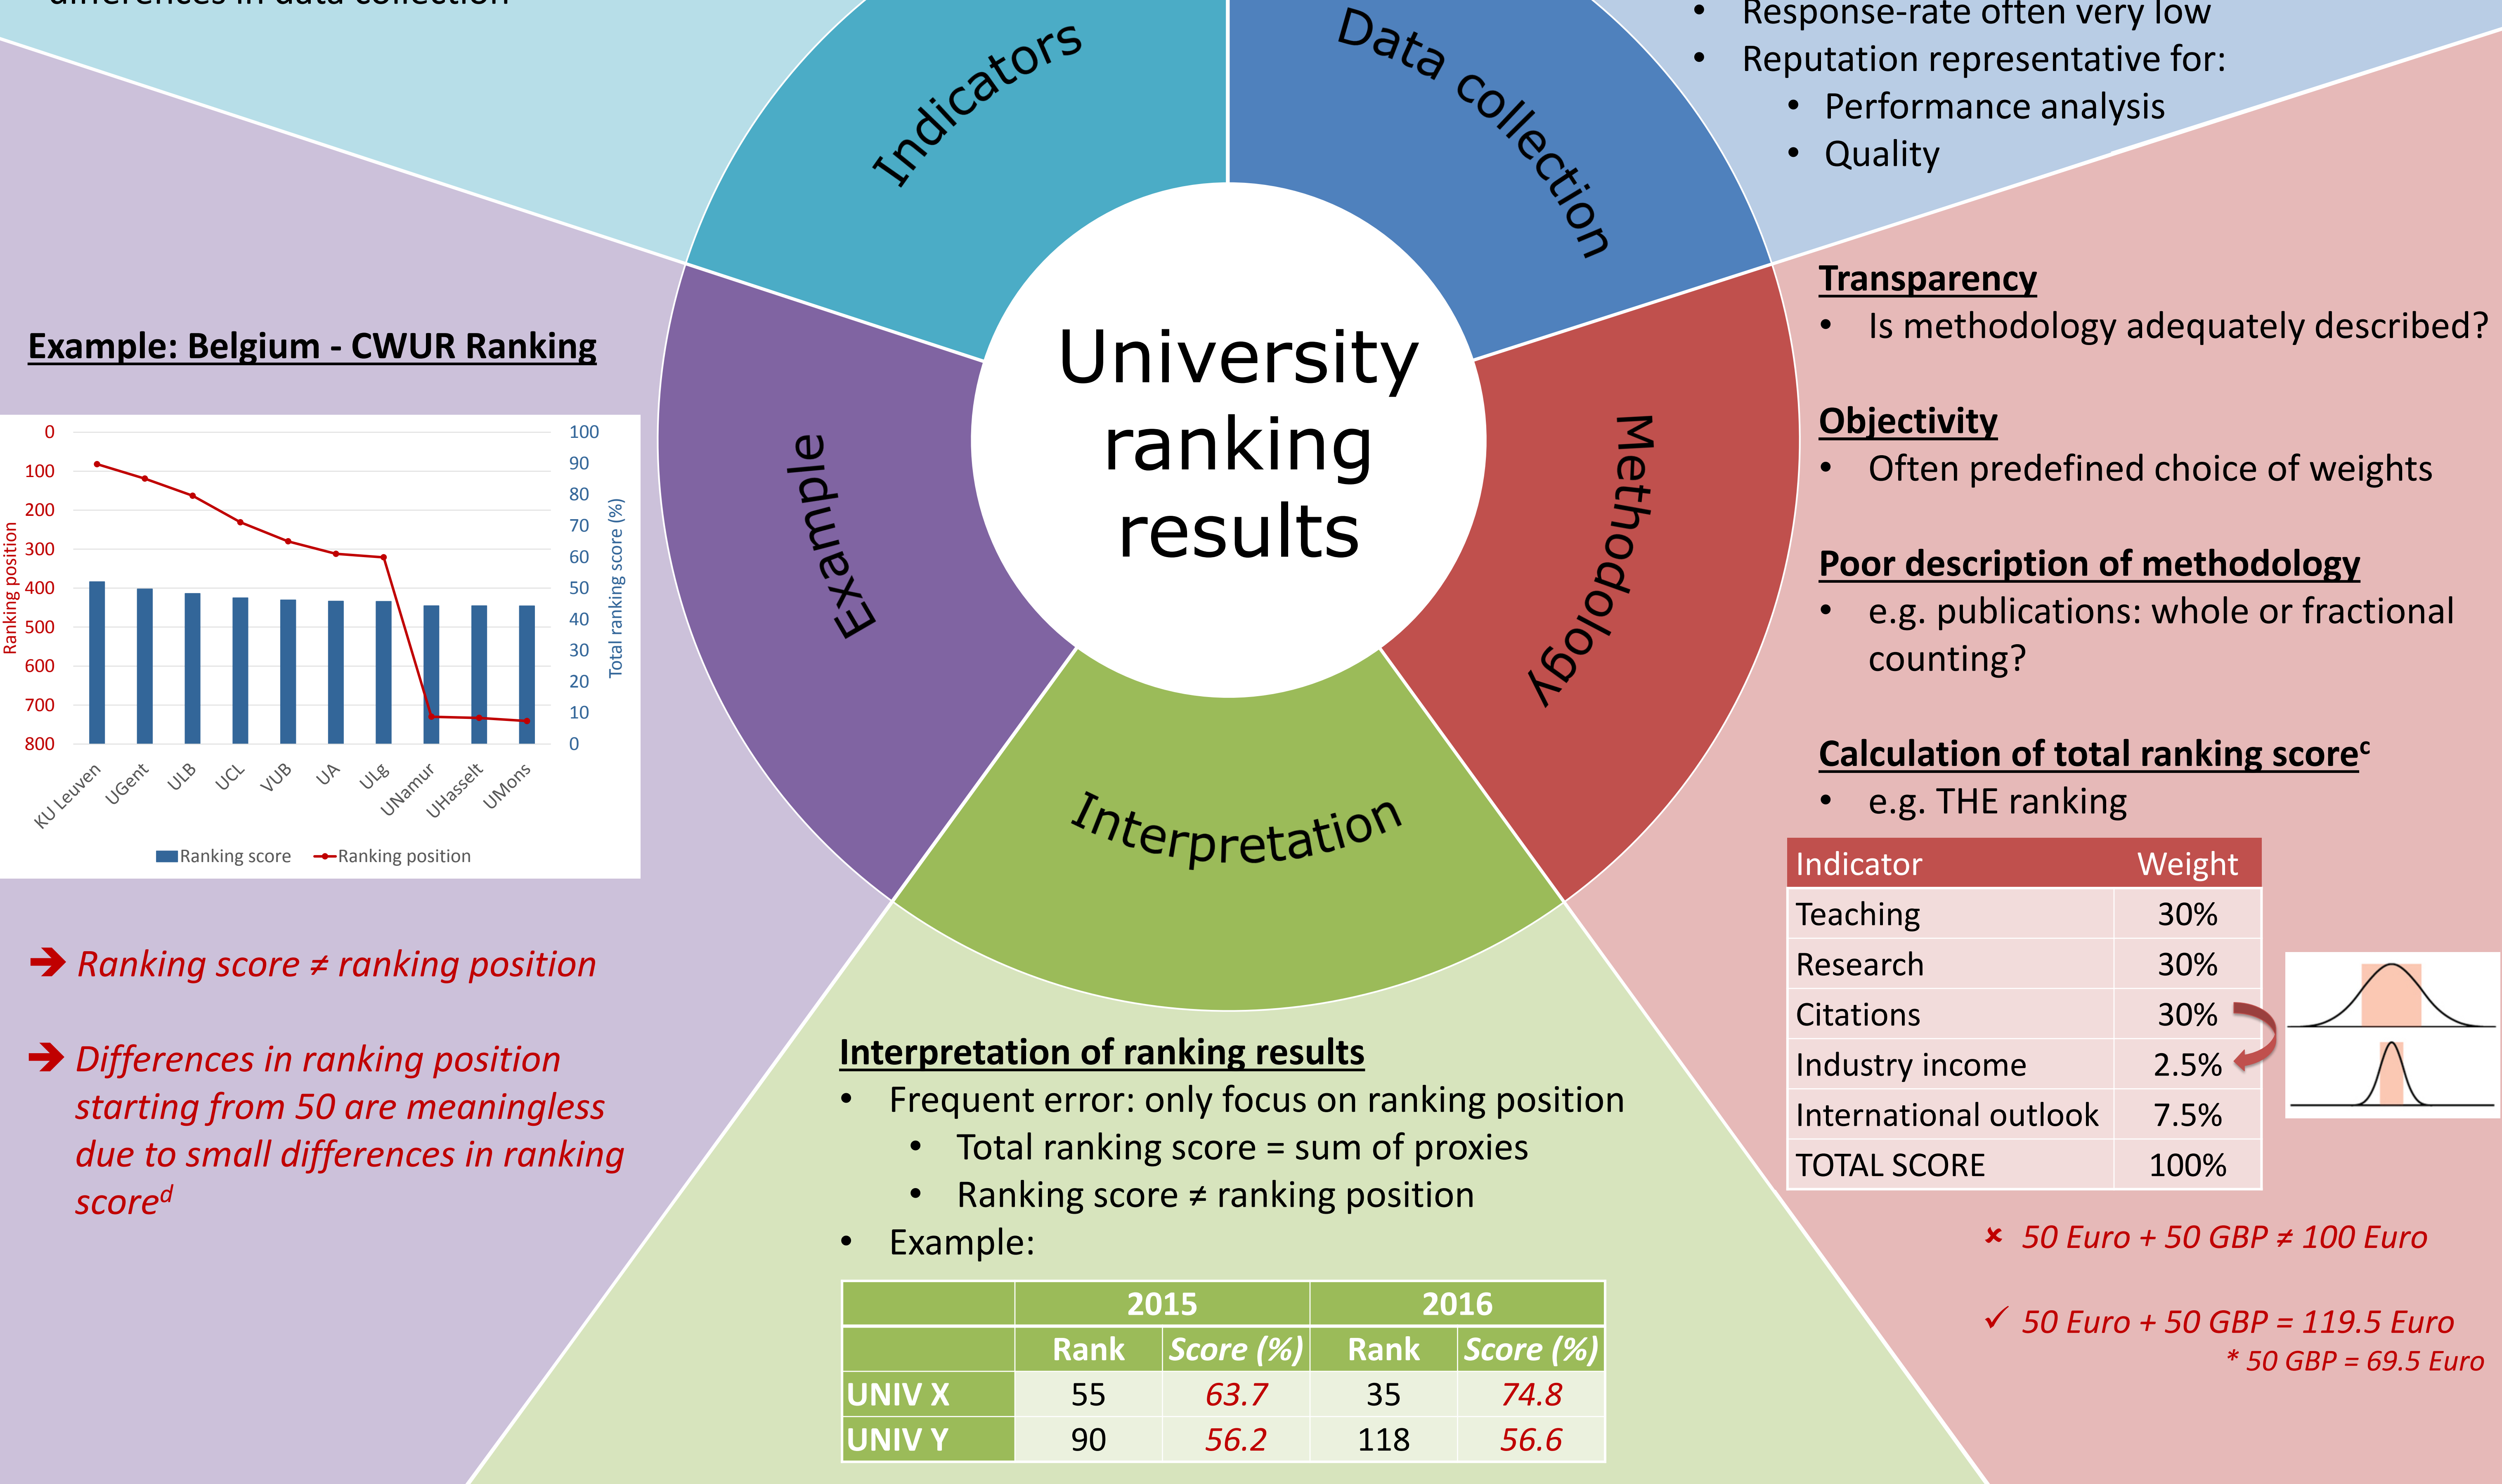 differences in data collection
• Response-rate often very low
• Reputation representative for:
• Performance analysis
• Quality
Indicators
Data collection
Methodology
Interpretation
Example
University
ranking
results
Example: Belgium - CWUR Ranking
0
100
200
300
400
500
600
700
800
Ranking position
100
90
80
70
60
50
40
30
20
10
0
Total ranking score (%)
KU Leuven
UGent
ULB
UCL
VUB
UA
ULg
UNamur
UHasselt
UMons
Ranking score
Ranking position
➔ Ranking score ≠ ranking position
➔ Differences in ranking position
starting from 50 are meaningless
due to small differences in ranking
scoreᵈ
Transparency
• Is methodology adequately described?
Objectivity
• Often predefined choice of weights
Poor description of methodology
• e.g. publications: whole or fractional
counting?
Calculation of total ranking scoreᶜ
• e.g. THE ranking
Indicator Weight
Teaching 30%
Research 30%
Citations 30%
Industry income 2.5%
International outlook 7.5%
TOTAL SCORE 100%
✘ 50 Euro + 50 GBP ≠ 100 Euro
✓ 50 Euro + 50 GBP = 119.5 Euro
* 50 GBP = 69.5 Euro
Interpretation of ranking results
• Frequent error: only focus on ranking position
• Total ranking score = sum of proxies
• Ranking score ≠ ranking position
• Example:
2015 2016
Rank Score (%) Rank Score (%)
UNIV X 55 63.7 35 74.8
UNIV Y 90 56.2 118 56.6